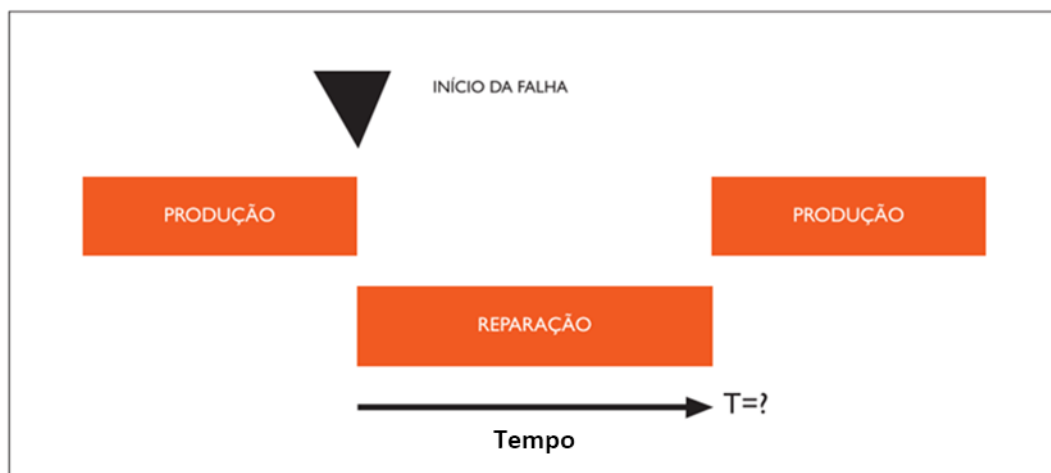 INÍCIO DA FALHA
PRODUÇÃO
PRODUÇÃO
REPARAÇÃO
T=?
Tempo